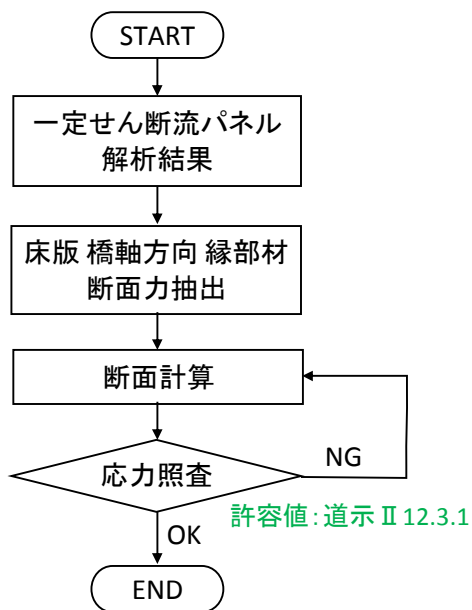 START
一定せん断流パネル
解析結果
床版 橋軸方向 縁部材
断面力抽出
断面計算
応力照査
NG
許容値:道示Ⅱ12.3.1
OK
END